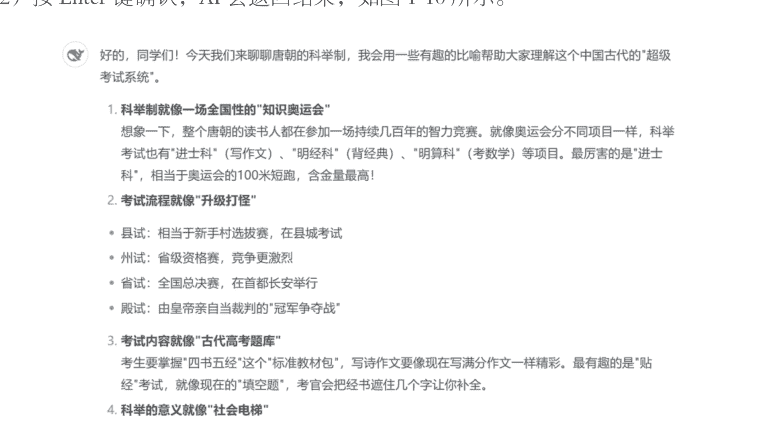 2）按 Enter 键确认，AI 会返回结果，如图 1-10 所示。
好的，同学们！今天我们来聊聊唐朝的科举制，我会用一些有趣的比喻帮助大家理解这个中国古代的"超级
考试系统"。
1. 科举制就像一场全国性的"知识奥运会"
想象一下，整个唐朝的读书人都在参加一场持续几百年的智力竞赛。就像奥运会分不同项目一样，科举
考试也有"进士科"（写作文）、"明经科"（背经典）、"明算科"（考数学）等项目。最厉害的是"进士
科"，相当于奥运会的100米短跑，含金量最高！
2. 考试流程就像"升级打怪"
• 县试：相当于新手村选拔赛，在县城考试
• 州试：省级资格赛，竞争更激烈
• 省试：全国总决赛，在首都长安举行
• 殿试：由皇帝亲自当裁判的"冠军争夺战"
3. 考试内容就像"古代高考题库"
考生要掌握"四书五经"这个"标准教材包"，写诗作文要像现在写满分作文一样精彩。最有趣的是"贴
经"考试，就像现在的"填空题"，考官会把经书遮住几个字让你补全。
4. 科举的意义就像"社会电梯"